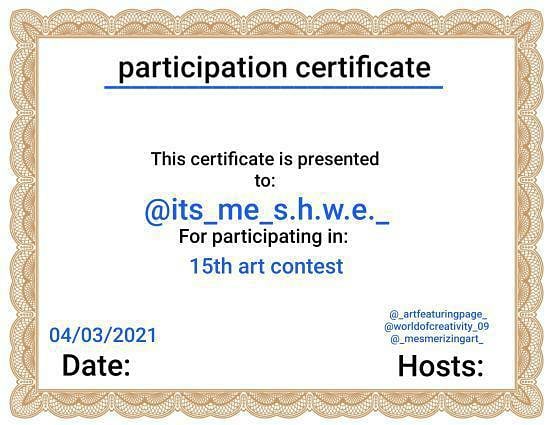 participation certificate
This certificate is presented
to:
@its_me_s.h.w.e._
For participating in:
15th art contest
@_artfeaturingpage_
@worldofcreativity_09
@_mesmerizingart_
04/03/2021
Date:
Hosts: